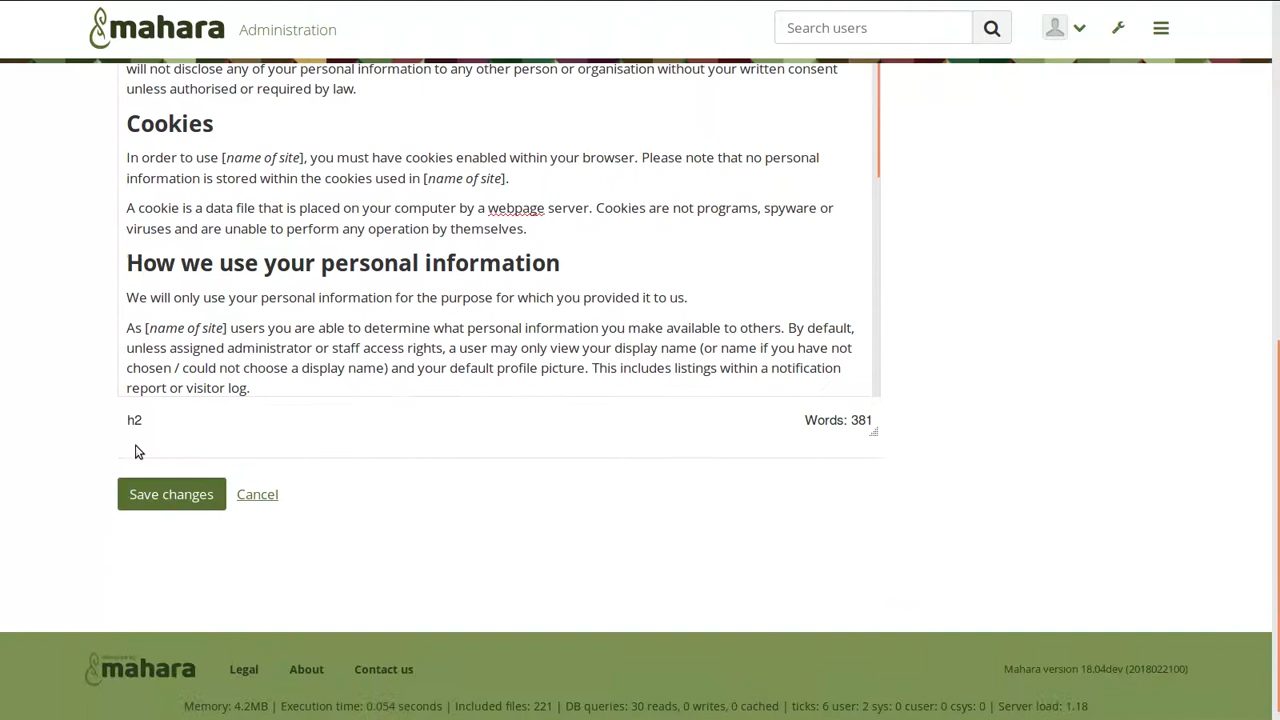 mahara Administration Search users
will not disclose any of your personal information to any other person or organisation without your written consent
unless authorised or required by law.
Cookies
In order to use [name of site], you must have cookies enabled within your browser. Please note that no personal
information is stored within the cookies used in [name of site].
A cookie is a data file that is placed on your computer by a webpage server. Cookies are not programs, spyware or
viruses and are unable to perform any operation by themselves.
How we use your personal information
We will only use your personal information for the purpose for which you provided it to us.
As [name of site] users you are able to determine what personal information you make available to others. By default,
unless assigned administrator or staff access rights, a user may only view your display name (or name if you have not
chosen / could not choose a display name) and your default profile picture. This includes listings within a notification
report or visitor log.
h2 Words: 381
Save changes Cancel
mahara Legal About Contact us Mahara version 18.04dev (2018022100)
Memory: 4.2MB | Execution time: 0.054 seconds | Included files: 221 | DB queries: 30 reads, 0 writes, 0 cached | ticks: 6 user: 2 sys: 0 cuser: 0 csys: 0 | Server load: 1.18